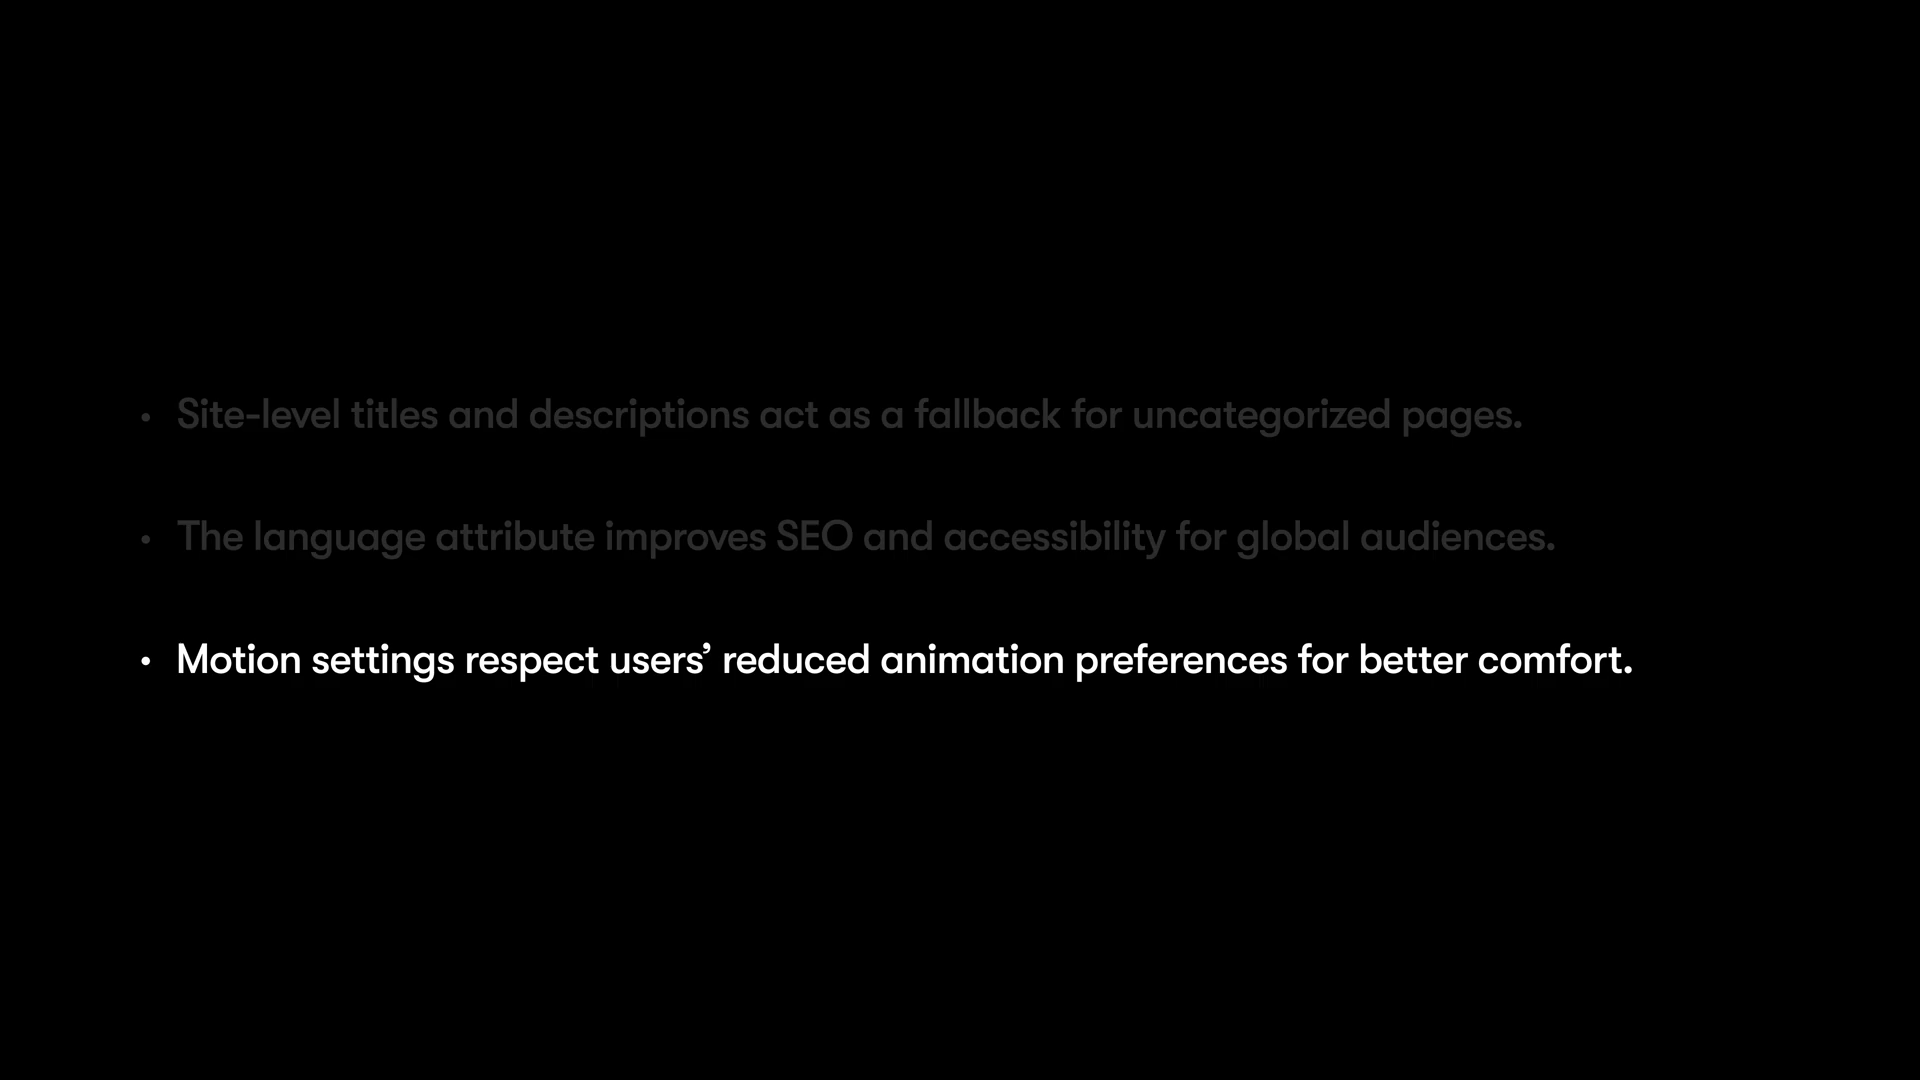 • Site-level titles and descriptions act as a fallback for uncategorized pages.
• The language attribute improves SEO and accessibility for global audiences.
• Motion settings respect users’ reduced animation preferences for better comfort.